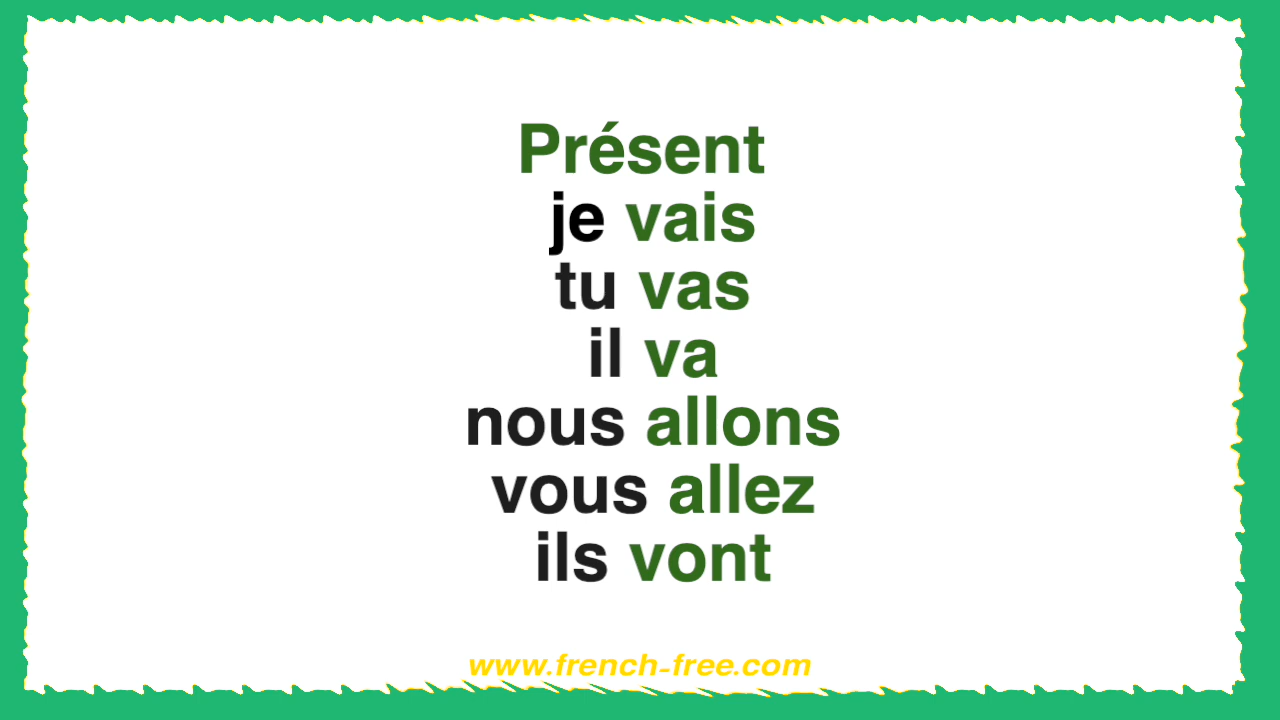 Présent
je vais
tu vas
il va
nous allons
vous allez
ils vont
www.french-free.com